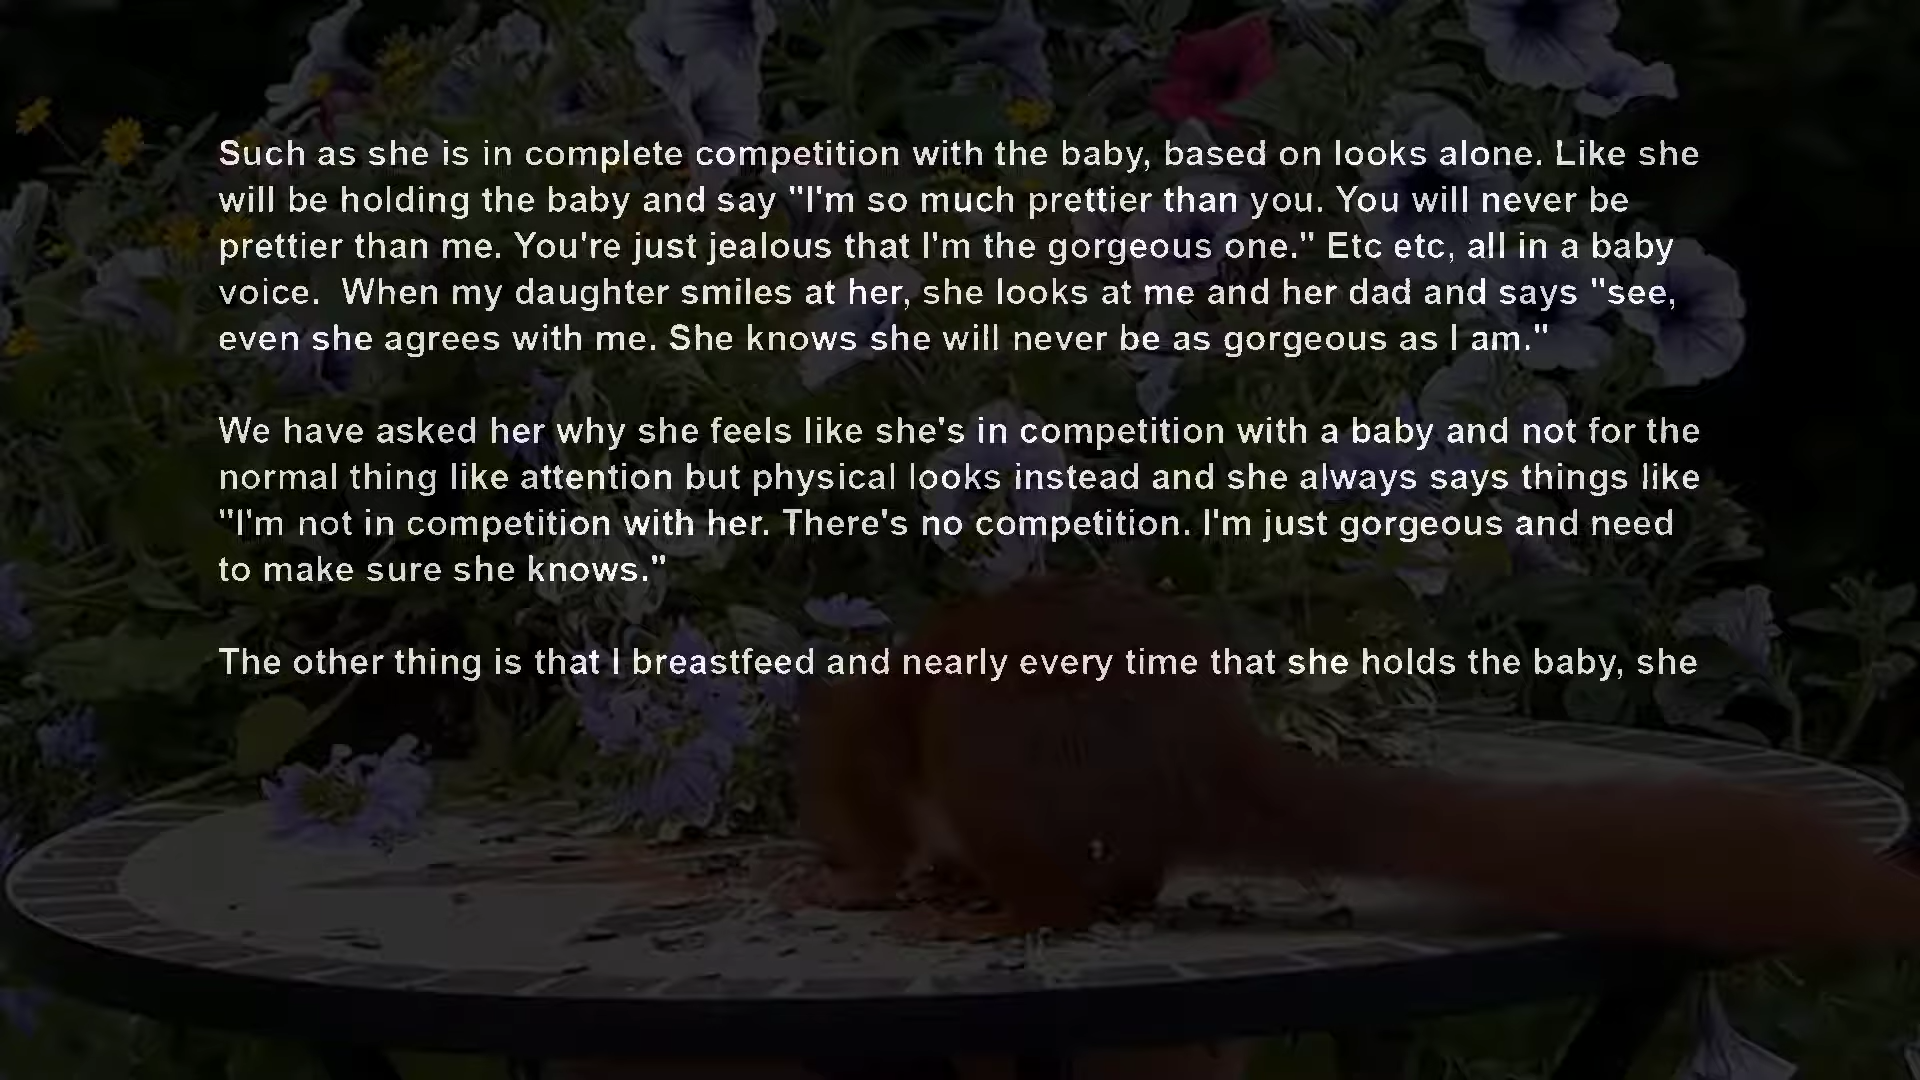 Such as she is in complete competition with the baby, based on looks alone. Like she
will be holding the baby and say "I'm so much prettier than you. You will never be
prettier than me. You're just jealous that I'm the gorgeous one." Etc etc, all in a baby
voice.  When my daughter smiles at her, she looks at me and her dad and says "see,
even she agrees with me. She knows she will never be as gorgeous as I am."
We have asked her why she feels like she's in competition with a baby and not for the
normal thing like attention but physical looks instead and she always says things like
"I'm not in competition with her. There's no competition. I'm just gorgeous and need
to make sure she knows."
The other thing is that I breastfeed and nearly every time that she holds the baby, she